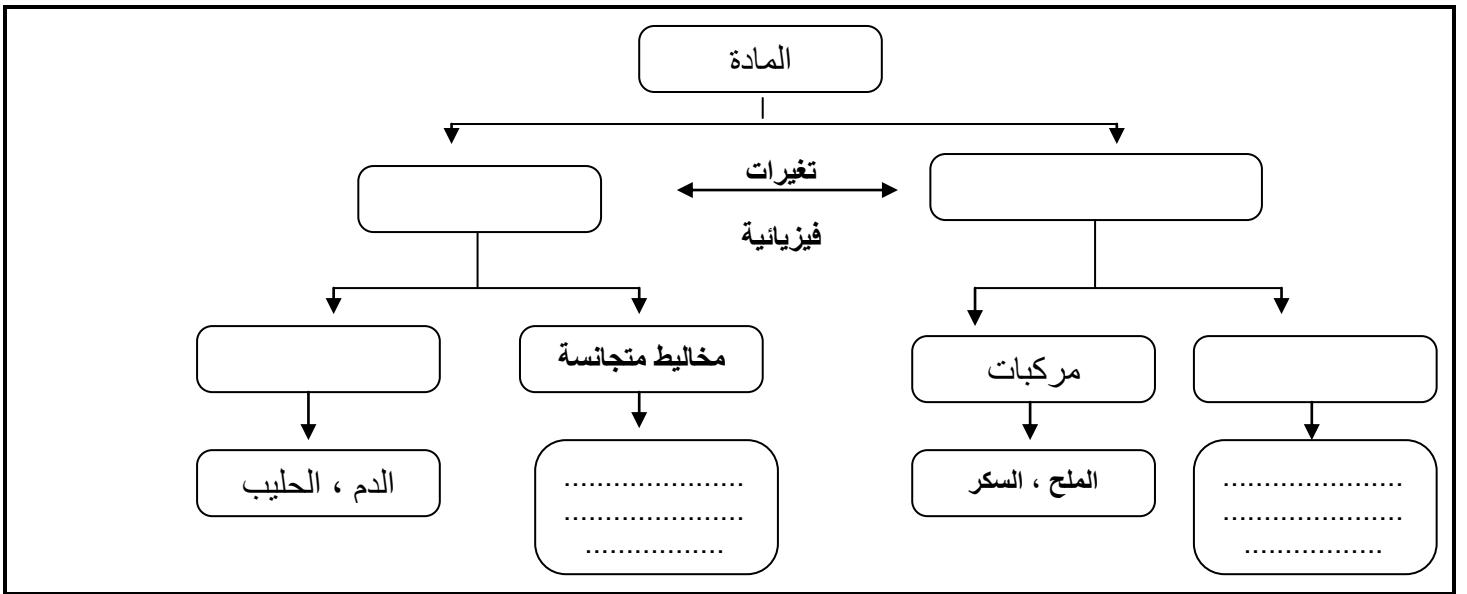 المادة
تغيرات
فيزيائية
مركبات
مخاليط متجانسة
.....................
.....................
................
الملح ، السكر
.....................
.....................
................
الدم ، الحليب